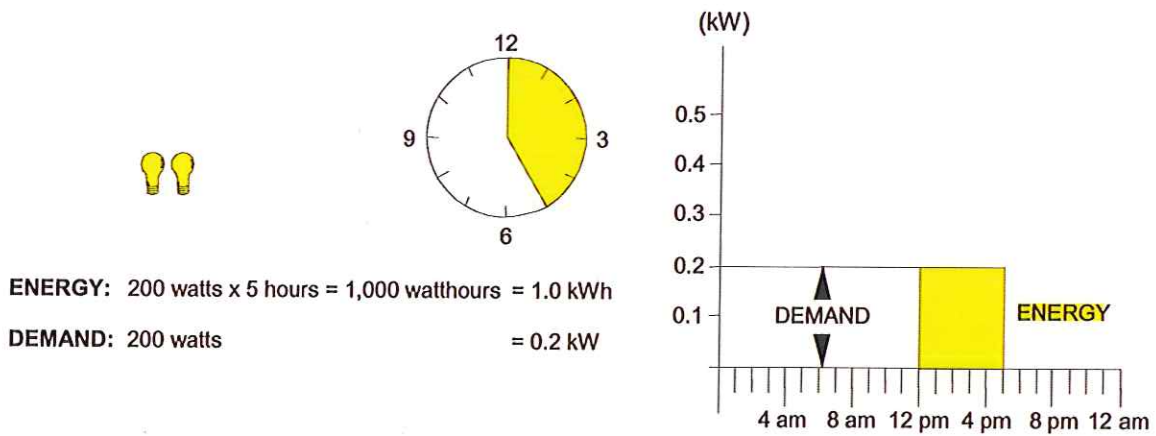 12
9
3
6
ENERGY: 200 watts x 5 hours = 1,000 watthours = 1.0 kWh
DEMAND: 200 watts = 0.2 kW
(kW)
0.5
0.4
0.3
0.2
0.1
DEMAND
ENERGY
4 am 8 am 12 pm 4 pm 8 pm 12 am